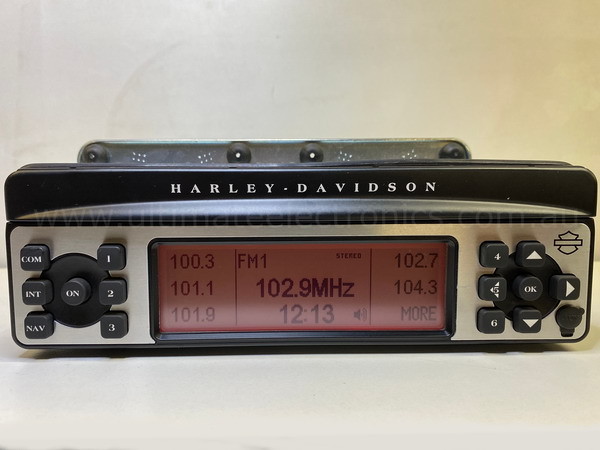 HARLEY-DAVIDSON
www.ultimateelectronics.com.au
COM
1
INT
ON
2
NAV
3
100.3
FM1
STEREO
102.7
101.1
102.9MHz
104.3
101.9
12:13
MORE
4
5
OK
6